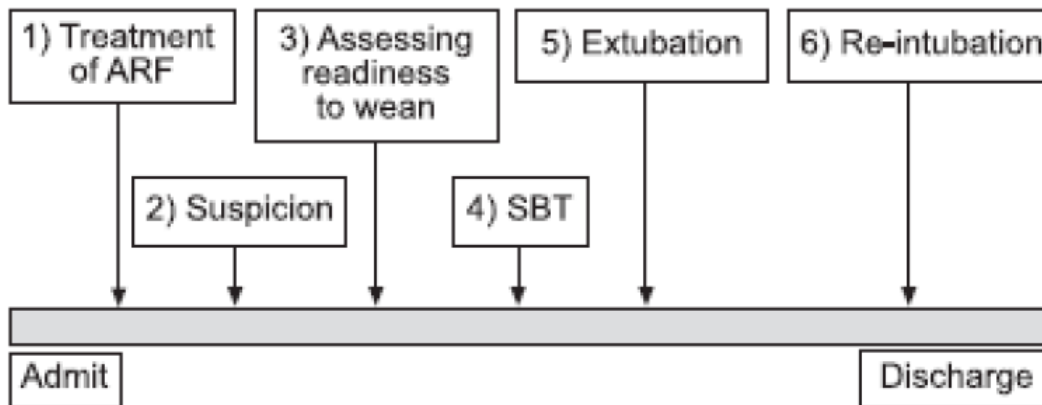 1) Treatment
of ARF
2) Suspicion
3) Assessing
readiness
to wean
4) SBT
5) Extubation
6) Re-intubation
Admit
Discharge